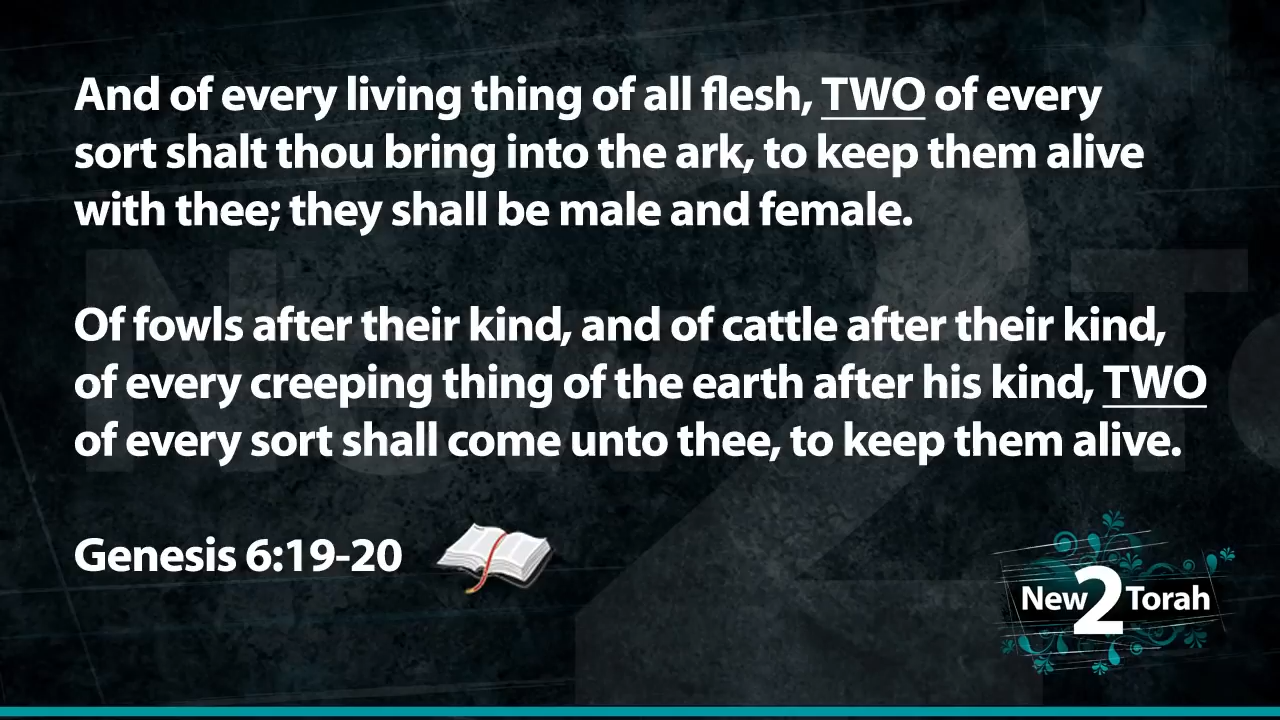 And of every living thing of all flesh, TWO of every
sort shalt thou bring into the ark, to keep them alive
with thee; they shall be male and female.
Of fowls after their kind, and of cattle after their kind,
of every creeping thing of the earth after his kind, TWO
of every sort shall come unto thee, to keep them alive.
Genesis 6:19-20
New2Torah